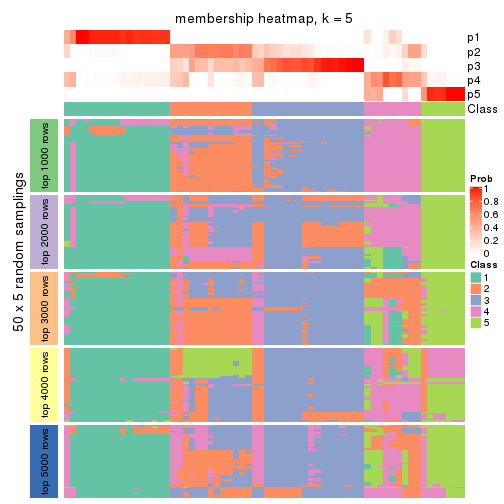 membership heatmap, k = 5
p1
p2
p3
p4
p5
Class
50 x 5 random samplings
top 1000 rows
top 2000 rows
top 3000 rows
top 4000 rows
top 5000 rows
Prob
1
0.8
0.6
0.4
0.2
0
Class
1
2
3
4
5